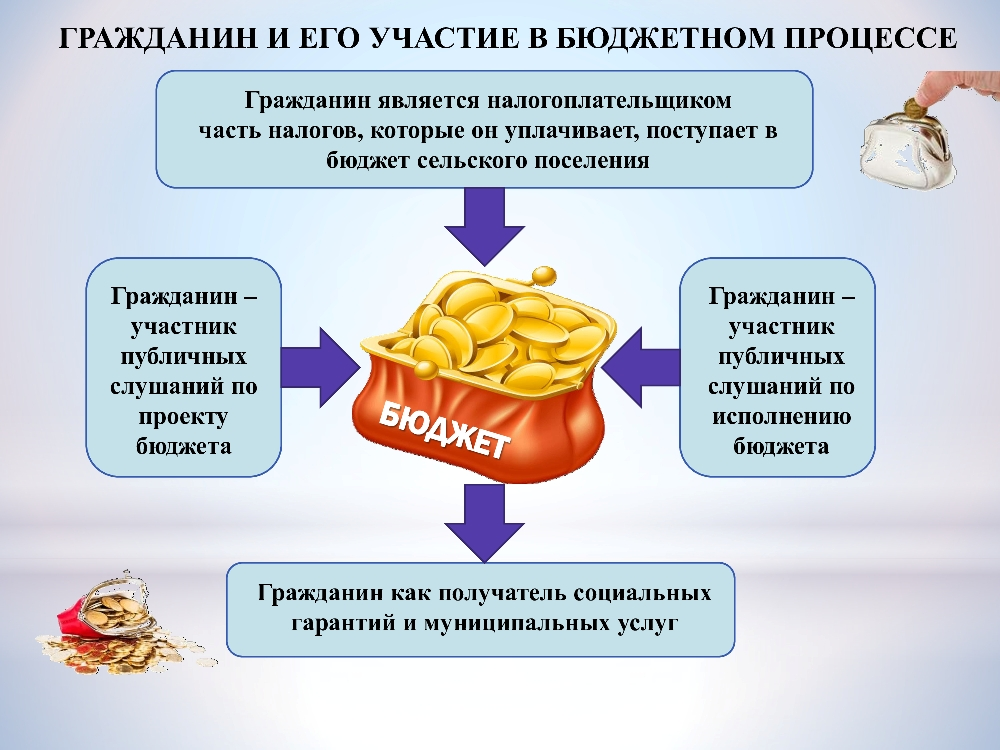 ГРАЖДАНИН И ЕГО УЧАСТИЕ В БЮДЖЕТНОМ ПРОЦЕССЕ
Гражданин является налогоплательщиком
часть налогов, которые он уплачивает, поступает в
бюджет сельского поселения
Гражданин –
участник
публичных
слушаний по
проекту
бюджета
БЮДЖЕТ
Гражданин –
участник
публичных
слушаний по
исполнению
бюджета
Гражданин как получатель социальных
гарантий и муниципальных услуг